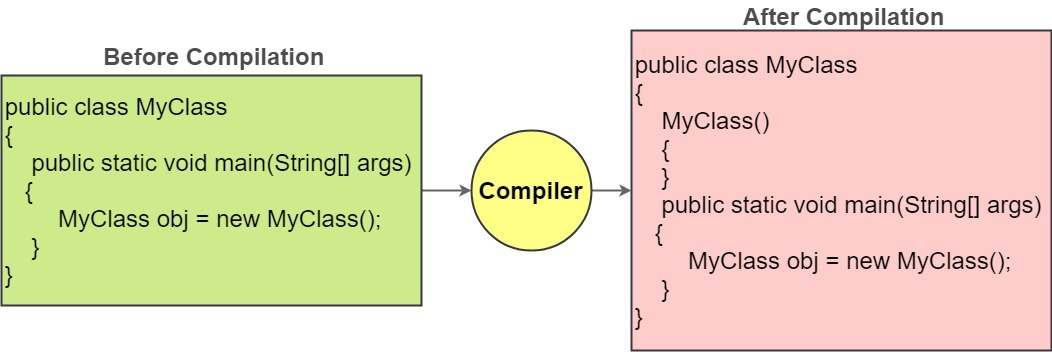 Before Compilation
public class MyClass
{
public static void main(String[] args)
{
MyClass obj = new MyClass();
}
}
Compiler
After Compilation
public class MyClass
{
MyClass()
{
}
public static void main(String[] args)
{
MyClass obj = new MyClass();
}
}